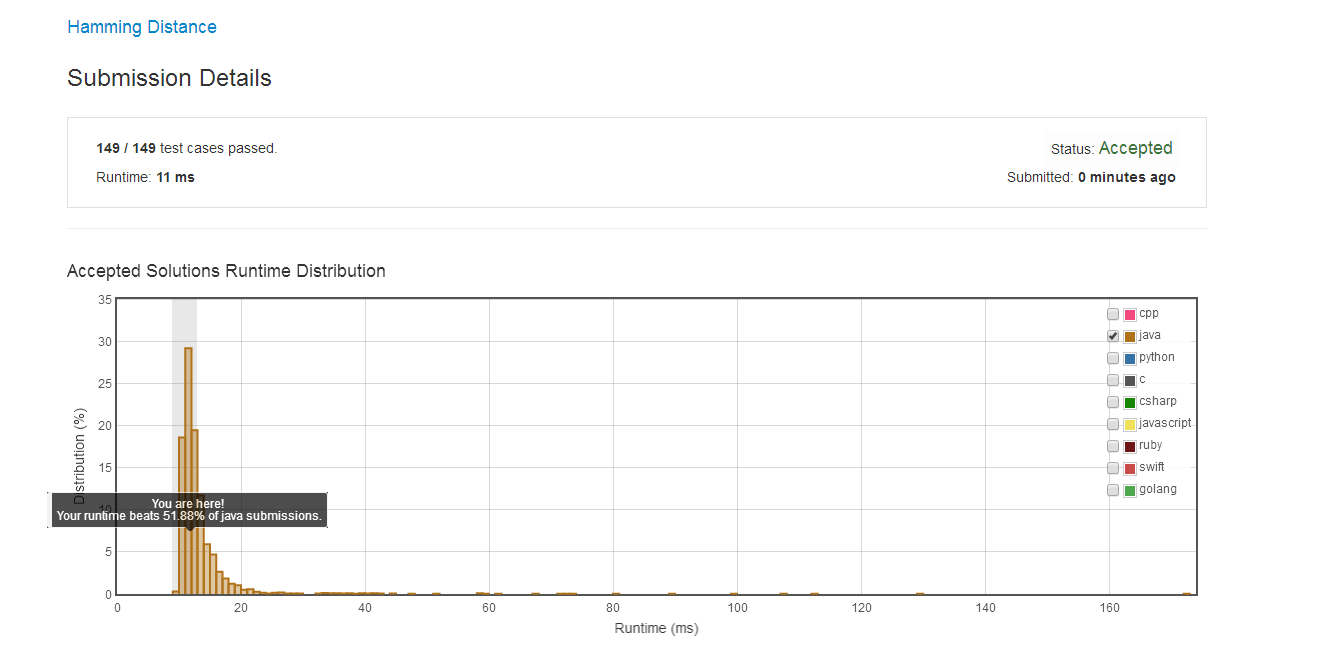 Hamming Distance
Submission Details
149 / 149 test cases passed.
Status: Accepted
Runtime: 11 ms
Submitted: 0 minutes ago
Accepted Solutions Runtime Distribution
35
30
25
20
15
10
5
0
Distribution (%)
You are here!
Your runtime beats 51.88% of java submissions.
cpp
java
python
c
csharp
javascript
ruby
swift
golang
0 20 40 60 80 100 120 140 160
Runtime (ms)